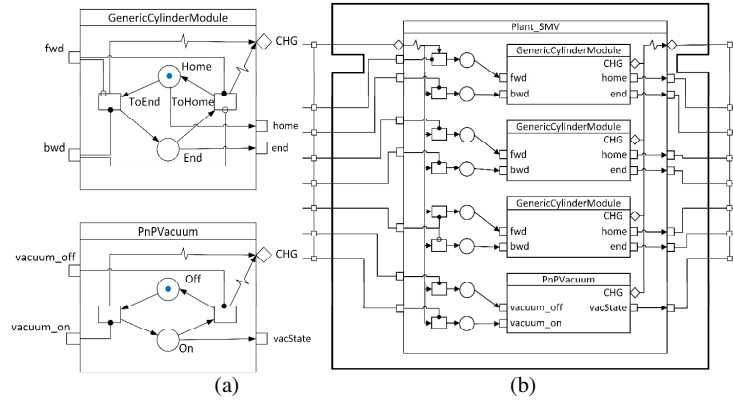 GenericCylinderModule
fwd
CHG
Home
ToEnd
ToHome
home
bwd
End
end
PnPVacuum
vacuum_off
CHG
Off
vacuum_on
On
vacState
(a)
Plant_SMV
GenericCylinderModule
CHG
fwd
home
bwd
end
GenericCylinderModule
CHG
fwd
home
bwd
end
GenericCylinderModule
CHG
fwd
home
bwd
end
PnPVacuum
CHG
vacuum_off
vacState
vacuum_on
(b)